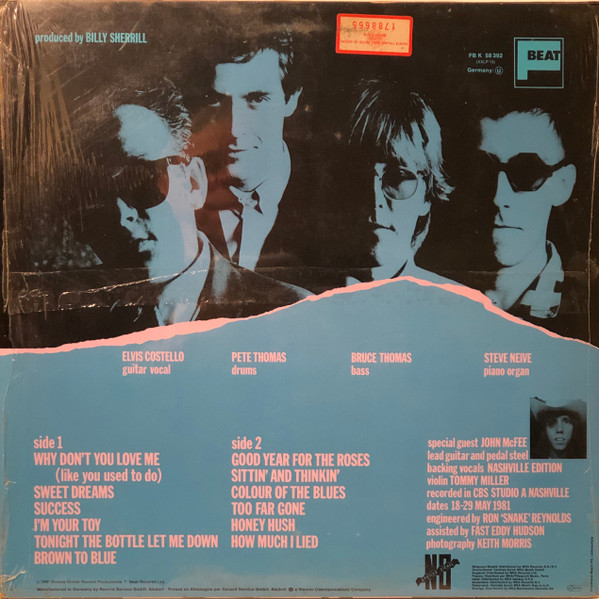 produced by BILLY SHERRILL
1788655
F BEAT
FB K 58 392
(XXLP 13)
Germany: U
ELVIS COSTELLO
guitar vocal
PETE THOMAS
drums
BRUCE THOMAS
bass
STEVE NEIVE
piano organ
side 1
WHY DON'T YOU LOVE ME
(like you used to do)
SWEET DREAMS
SUCCESS
I'M YOUR TOY
TONIGHT THE BOTTLE LET ME DOWN
BROWN TO BLUE
side 2
GOOD YEAR FOR THE ROSES
SITTIN' AND THINKIN'
COLOUR OF THE BLUES
TOO FAR GONE
HONEY HUSH
HOW MUCH I LIED
special guest JOHN McFEE
lead guitar and pedal steel
backing vocals NASHVILLE EDITION
violin TOMMY MILLER
recorded in CBS STUDIO A NASHVILLE
dates 18-29 MAY 1981
engineered by RON 'SNAKE' REYNOLDS
assisted by FAST EDDY HUDSON
photography KEITH MORRIS
NB